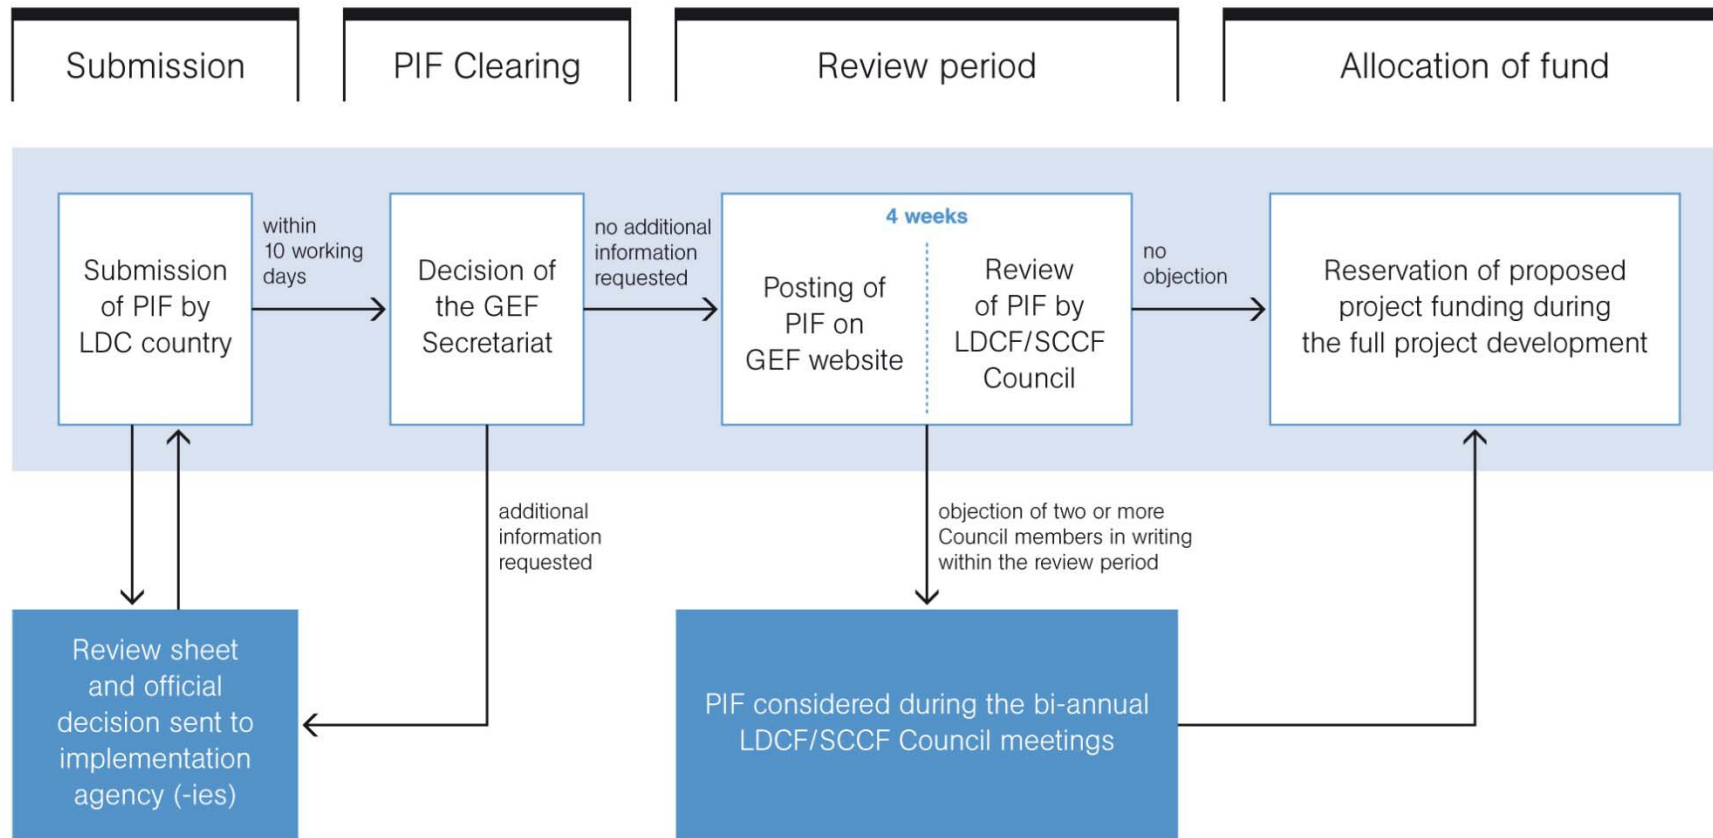 Submission
PIF Clearing
Review period
Allocation of fund
Submission
of PIF by
LDC country
within
10 working
days
Decision of
the GEF
Secretariat
no additional
information
requested
4 weeks
Posting of
PIF on
GEF website
Review
of PIF by
LDCF/SCCF
Council
no
objection
Reservation of proposed
project funding during
the full project development
additional
information
requested
objection of two or more
Council members in writing
within the review period
Review sheet
and official
decision sent to
implementation
agency (-ies)
PIF considered during the bi-annual
LDCF/SCCF Council meetings